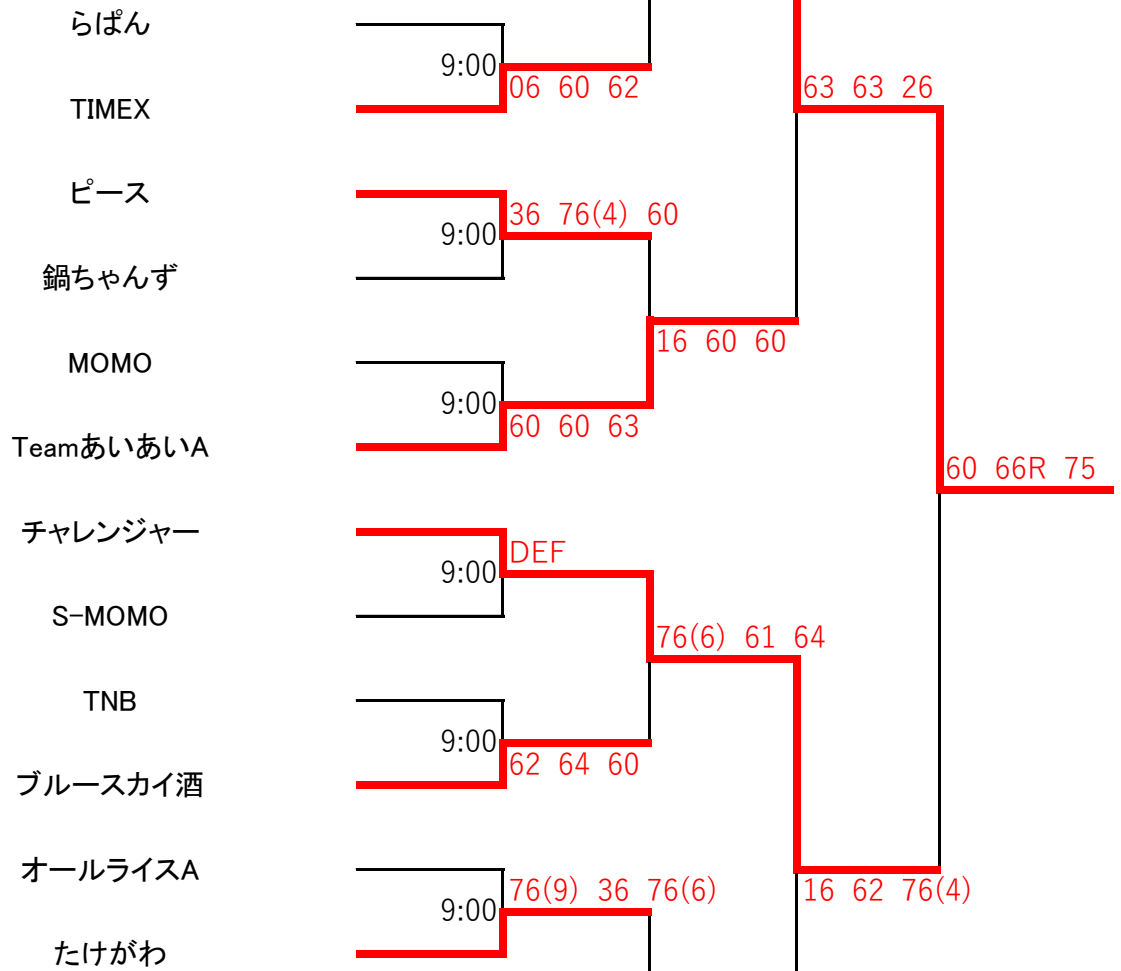 らぱん
9:00
06 60 62
63 63 26
TIMEX
ピース
36 76(4) 60
9:00
鍋ちゃんず
16 60 60
MOMO
9:00
60 60 63
TeamあいあいA
60 66R 75
チャレンジャー
DEF
9:00
S-MOMO
76(6) 61 64
TNB
9:00
62 64 60
ブルースカイ酒
オールライスA
76(9) 36 76(6)
16 62 76(4)
9:00
たけがわ